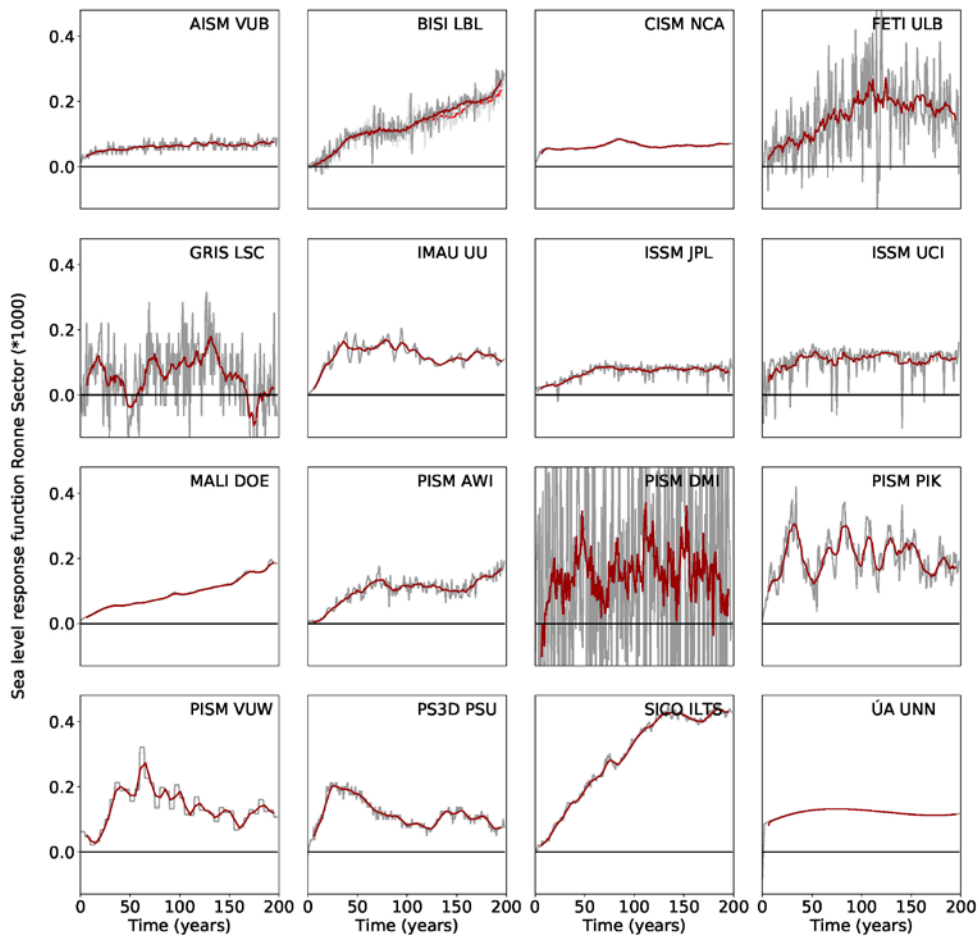 AISM VUB
BISI LBL
CISM NCA
FETI ULB
0.4
0.2
0.0
GRIS LSC
IMAU UU
ISSM JPL
ISSM UCI
0.4
0.2
0.0
Sea level response function Ronne Sector (*1000)
MALI DOE
PISM AWI
PISM DMI
PISM PIK
0.4
0.2
0.0
PISM VUW
PS3D PSU
SICO ILTS
ÚA UNN
0.4
0.2
0.0
0 50 100 150 200
0 50 100 150 200
0 50 100 150 200
0 50 100 150 200
Time (years)
Time (years)
Time (years)
Time (years)